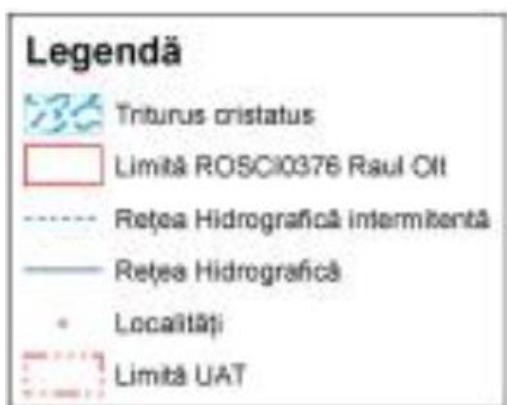 Legendă
Triturus cristatus
Limită ROSCI0376 Raul Olt
Rețea Hidrografică intermitentă
Rețea Hidrografică
Localități
Limită UAT